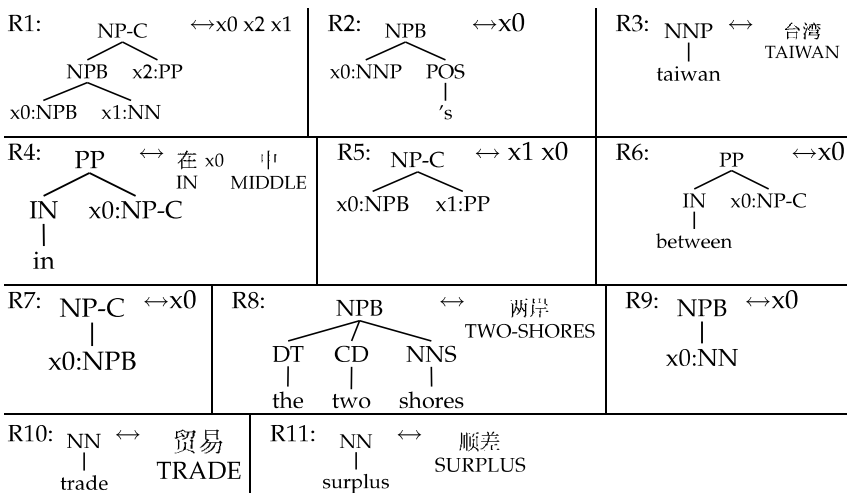 R1: NP-C ↔x0 x2 x1
NPB x2:PP
x0:NPB x1:NN
R2: NPB ↔x0
x0:NNP POS
's
R3: NNP ↔ 台湾
TAIWAN
taiwan
R4: PP ↔ 在 x0 中
IN MIDDLE
IN x0:NP-C
in
R5: NP-C ↔ x1 x0
x0:NPB x1:PP
R6: PP ↔x0
IN x0:NP-C
between
R7: NP-C ↔x0
x0:NPB
R8: NPB ↔ 两岸
TWO-SHORES
DT CD NNS
the two shores
R9: NPB ↔x0
x0:NN
R10: NN ↔ 贸易
TRADE
trade
R11: NN ↔ 顺差
SURPLUS
surplus